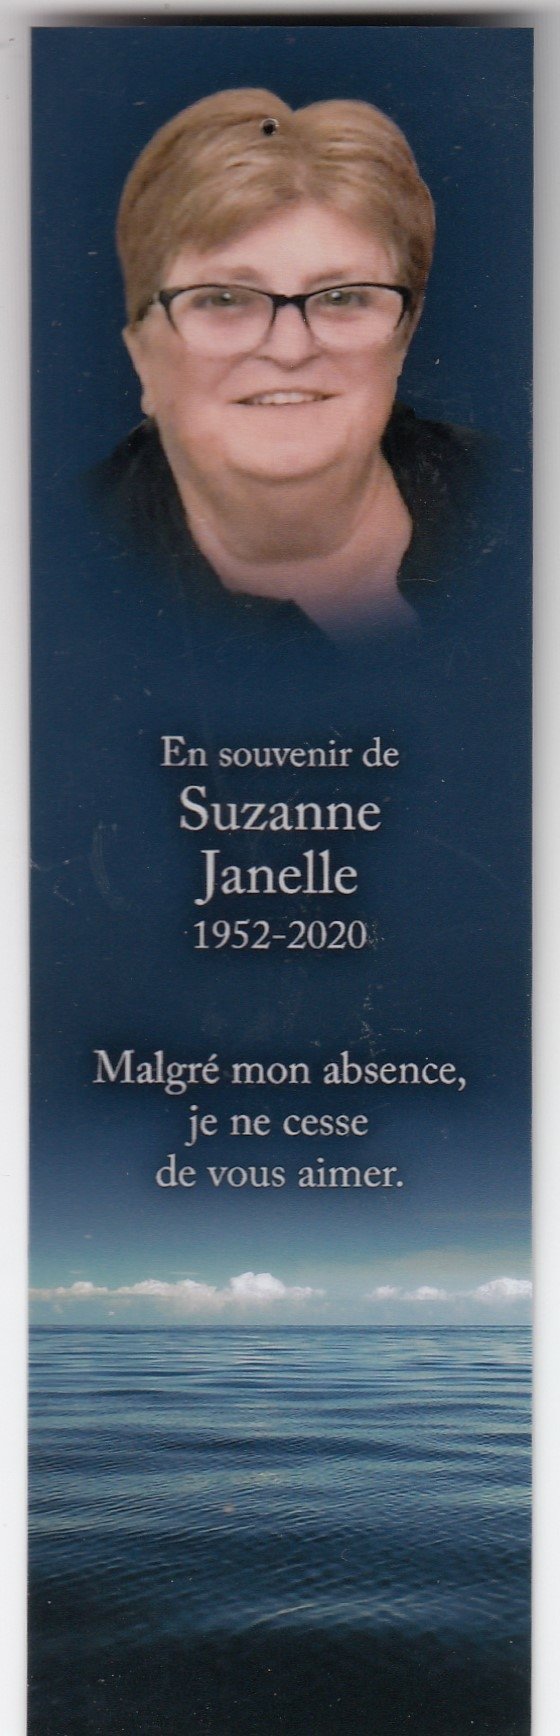 En souvenir de
Suzanne
Janelle
1952-2020
Malgré mon absence,
je ne cesse
de vous aimer.